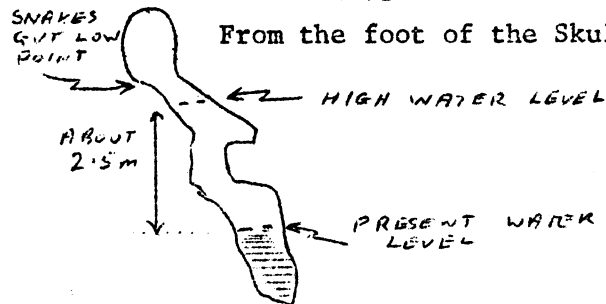 SNAKES
GUT LOW
POINT
From the foot of the Skul
HIGH WATER LEVEL
ABOUT
2.5m
PRESENT WATER
LEVEL